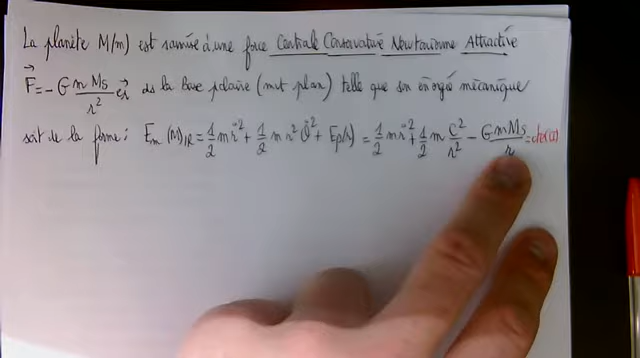 La planète M(m) est soumise à une force Centrale Conservative Newtonienne Attractive
F⃗ = - G m Ms/r² e⃗r ds la base polaire (mvt plan) telle que son énergie mécanique
soit de la forme : Em (M)/R = 1/2 m ṙ² + 1/2 m r² θ̇² + Ep(r) = 1/2 m ṙ² + 1/2 m C²/r² - G m Ms/r = cte